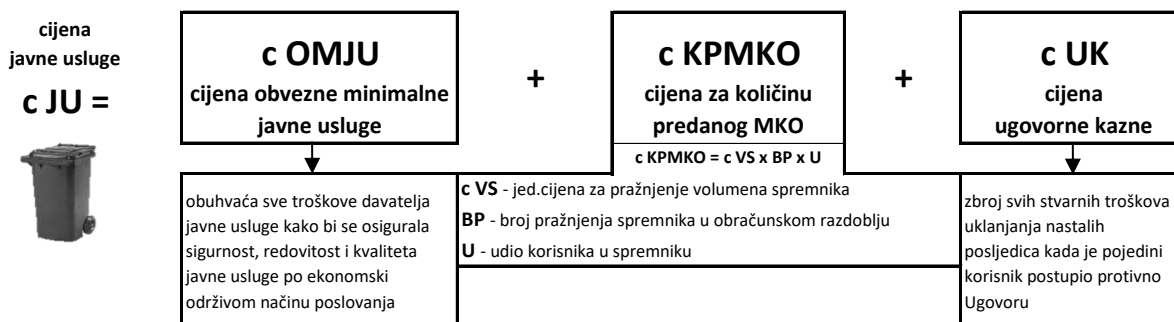 cijena
javne usluge
c JU =
c OMJU
cijena obvezne minimalne
javne usluge
+
c KPMKO
cijena za količinu
predanog MKO
c KPMKO = c VS x BP x U
+
c UK
cijena
ugovorne kazne
obuhvaća sve troškove davatelja
javne usluge kako bi se osigurala
sigurnost, redovitost i kvaliteta
javne usluge po ekonomski
održivom načinu poslovanja
c VS - jed.cijena za pražnjenje volumena spremnika
BP - broj pražnjenja spremnika u obračunskom razdoblju
U - udio korisnika u spremniku
zbroj svih stvarnih troškova
uklanjanja nastalih
posljedica kada je pojedini
korisnik postupio protivno
Ugovoru